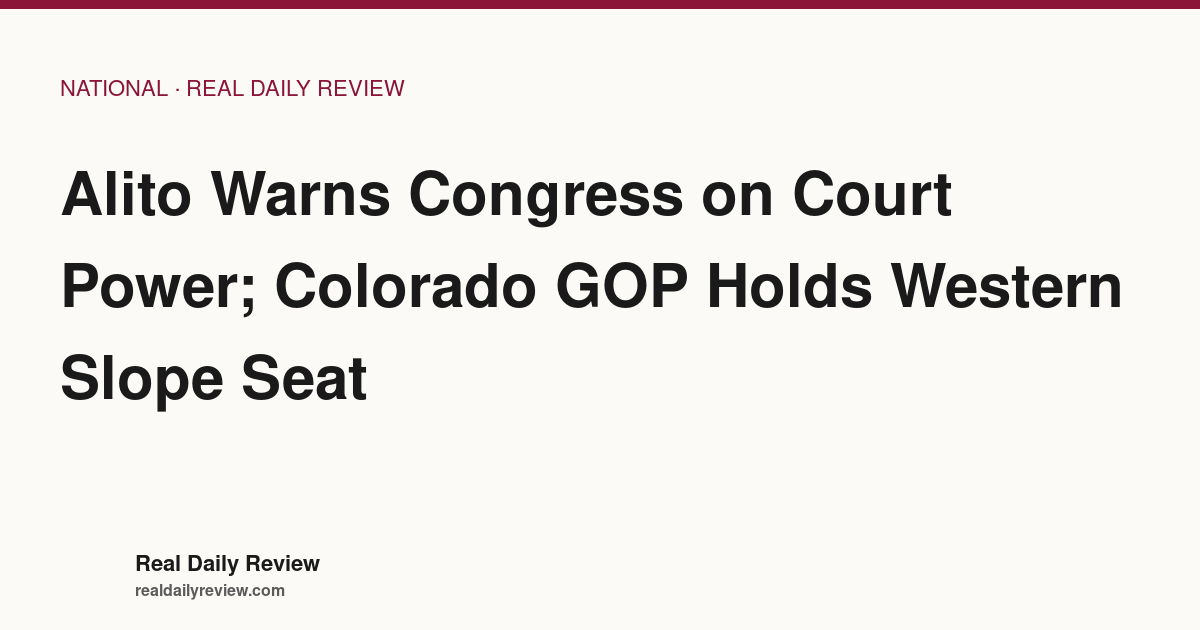 NATIONAL · REAL DAILY REVIEW
Alito Warns Congress on Court
Power; Colorado GOP Holds Western
Slope Seat
Real Daily Review
realdailyreview.com